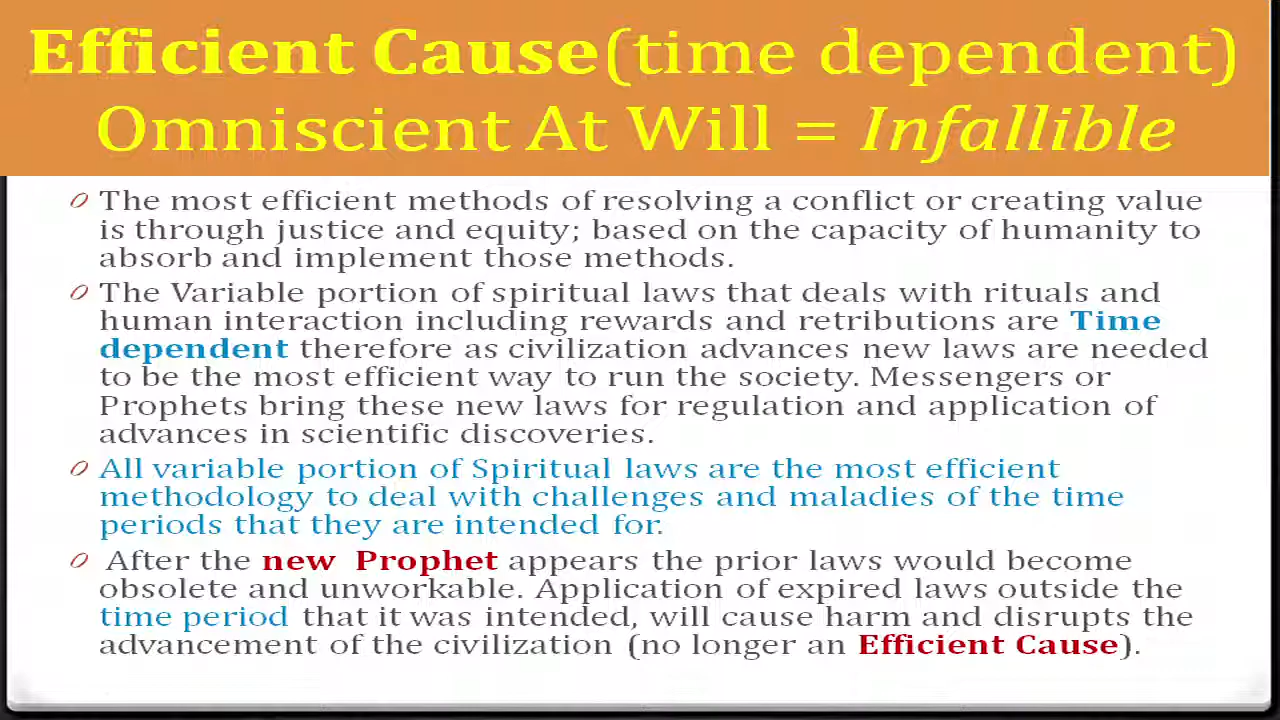 Efficient Cause(time dependent)
Omniscient At Will = Infallible
The most efficient methods of resolving a conflict or creating value
is through justice and equity; based on the capacity of humanity to
absorb and implement those methods.
The Variable portion of spiritual laws that deals with rituals and
human interaction including rewards and retributions are Time
dependent therefore as civilization advances new laws are needed
to be the most efficient way to run the society. Messengers or
Prophets bring these new laws for regulation and application of
advances in scientific discoveries.
All variable portion of Spiritual laws are the most efficient
methodology to deal with challenges and maladies of the time
periods that they are intended for.
After the new Prophet appears the prior laws would become
obsolete and unworkable. Application of expired laws outside the
time period that it was intended, will cause harm and disrupts the
advancement of the civilization (no longer an Efficient Cause).